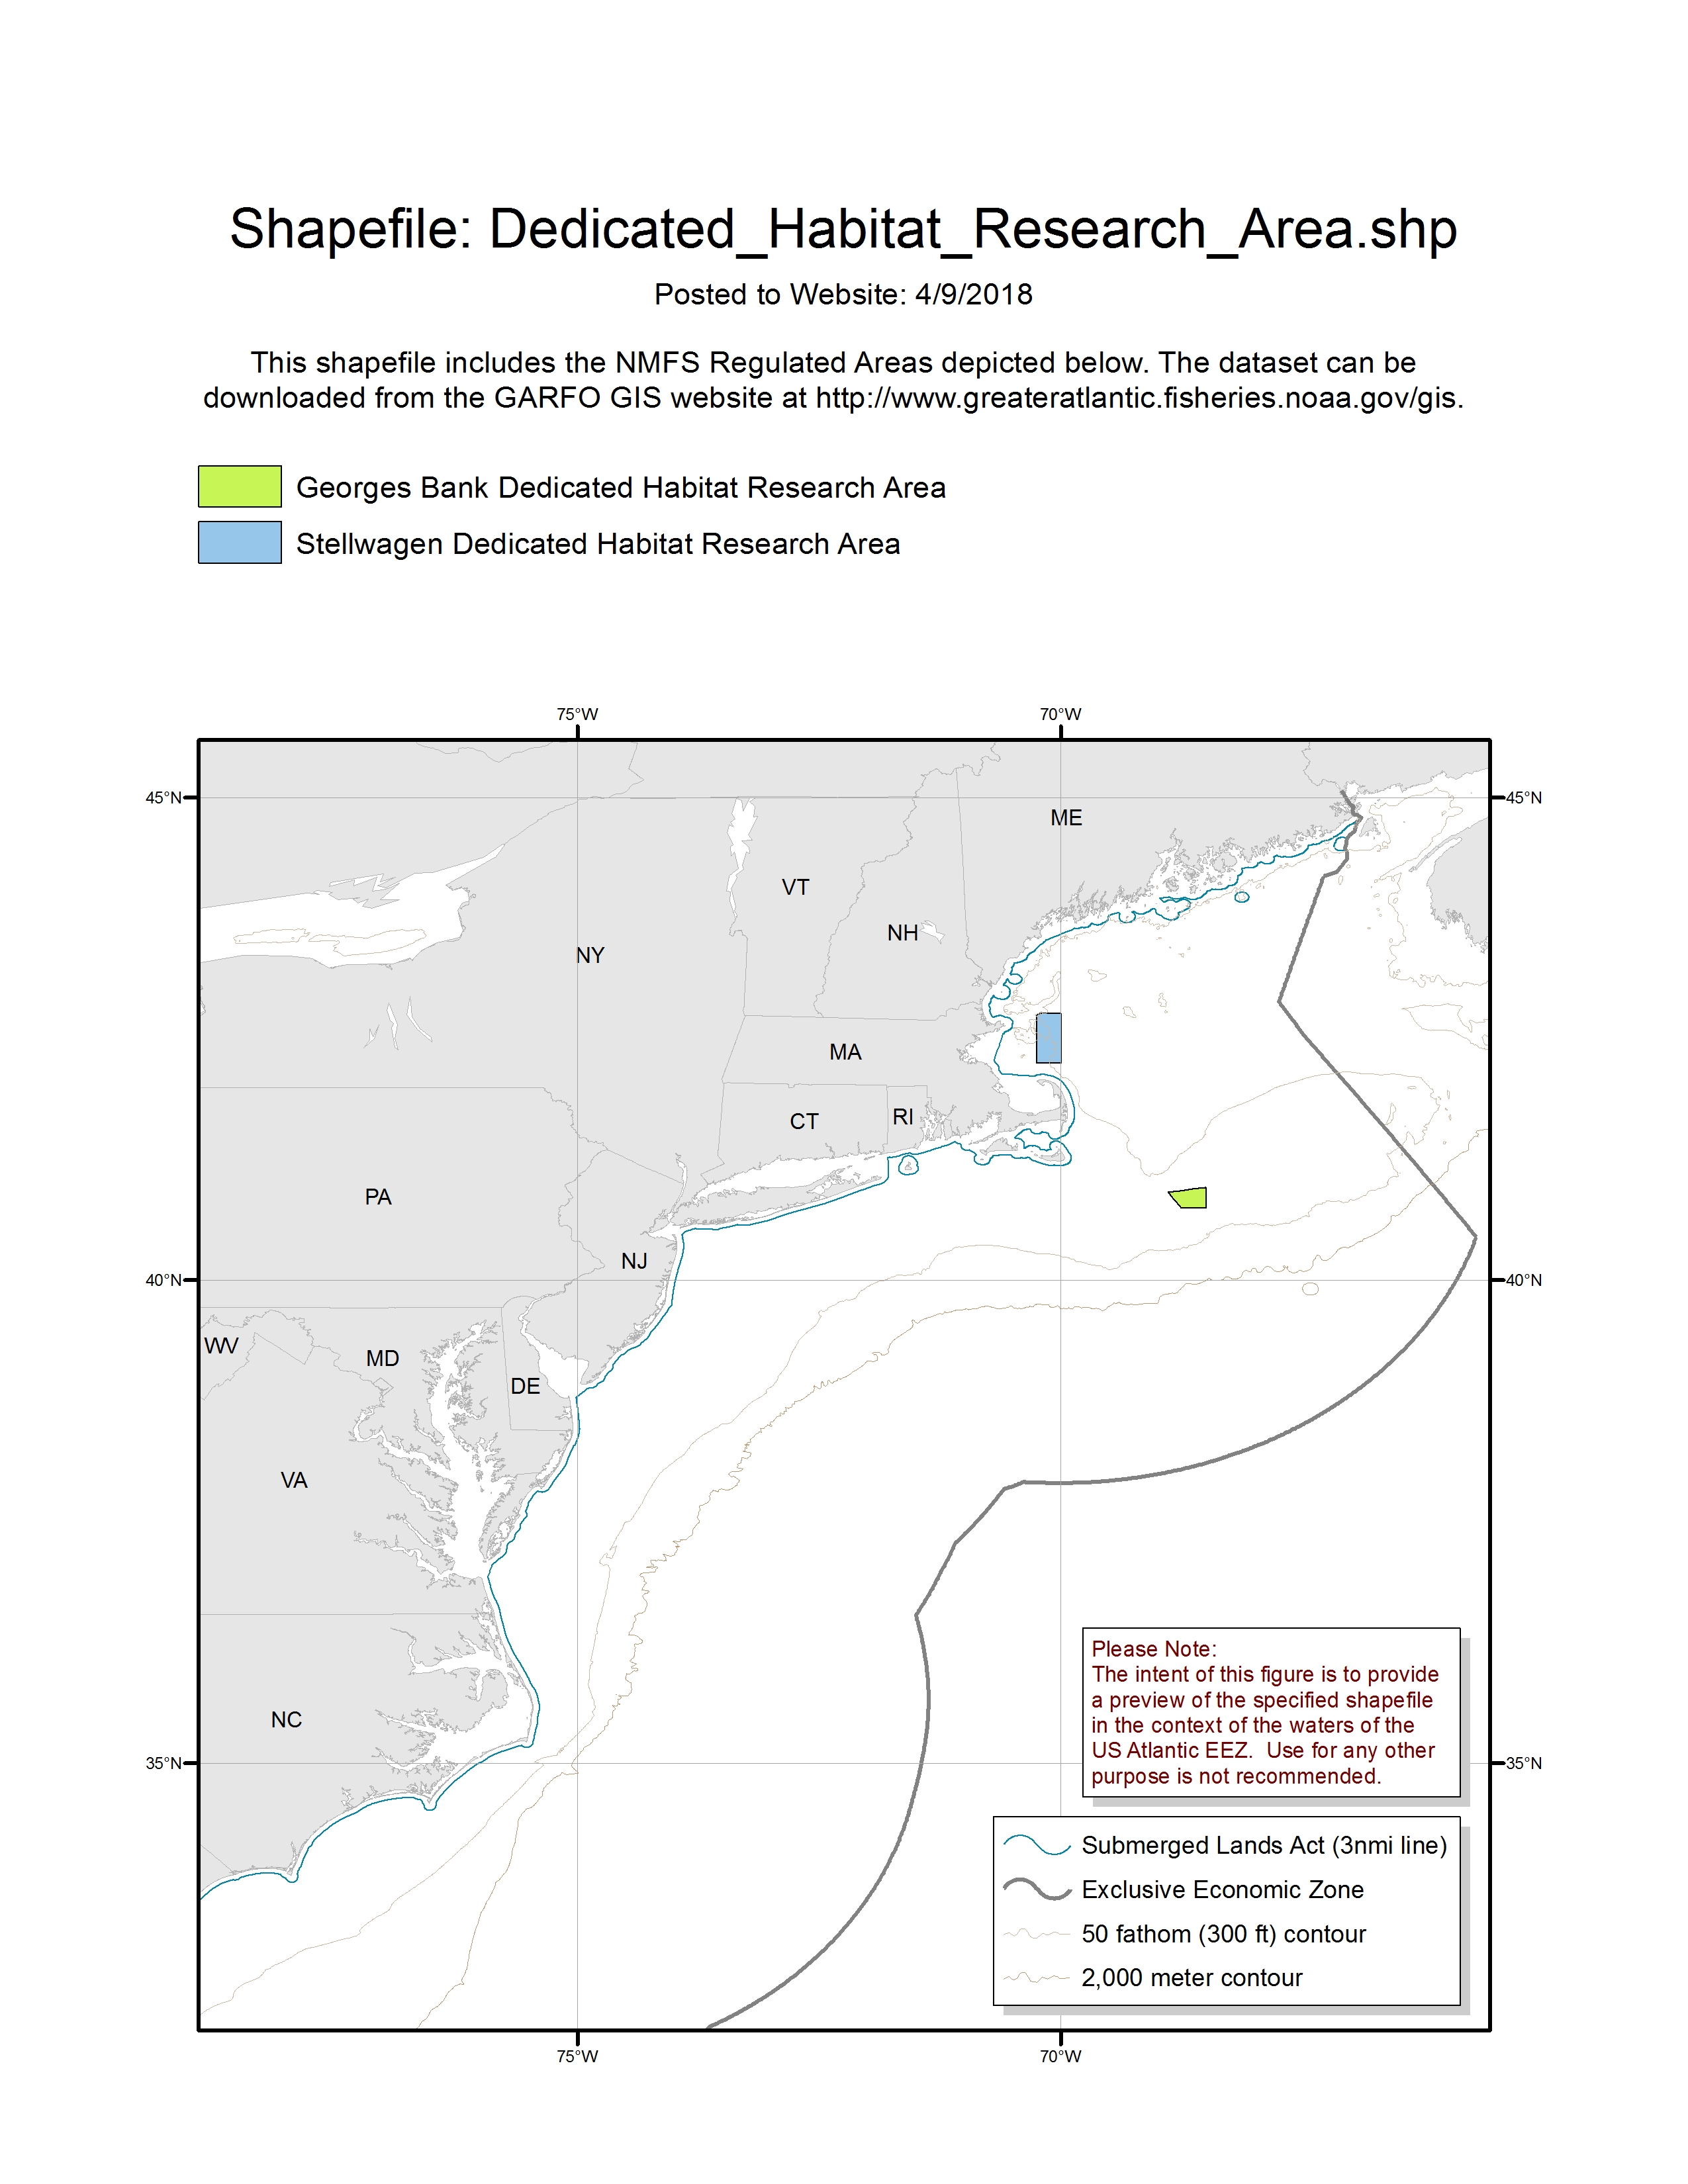 Shapefile: Dedicated_Habitat_Research_Area.shp
Posted to Website: 4/9/2018
This shapefile includes the NMFS Regulated Areas depicted below. The dataset can be
downloaded from the GARFO GIS website at http://www.greateratlantic.fisheries.noaa.gov/gis.
Georges Bank Dedicated Habitat Research Area
Stellwagen Dedicated Habitat Research Area
75°W
70°W
45°N
45°N
ME
VT
NH
NY
MA
CT
RI
PA
NJ
40°N
40°N
WV
MD
DE
VA
NC
35°N
35°N
Please Note:
The intent of this figure is to provide
a preview of the specified shapefile
in the context of the waters of the
US Atlantic EEZ.  Use for any other
purpose is not recommended.
Submerged Lands Act (3nmi line)
Exclusive Economic Zone
50 fathom (300 ft) contour
2,000 meter contour
75°W
70°W